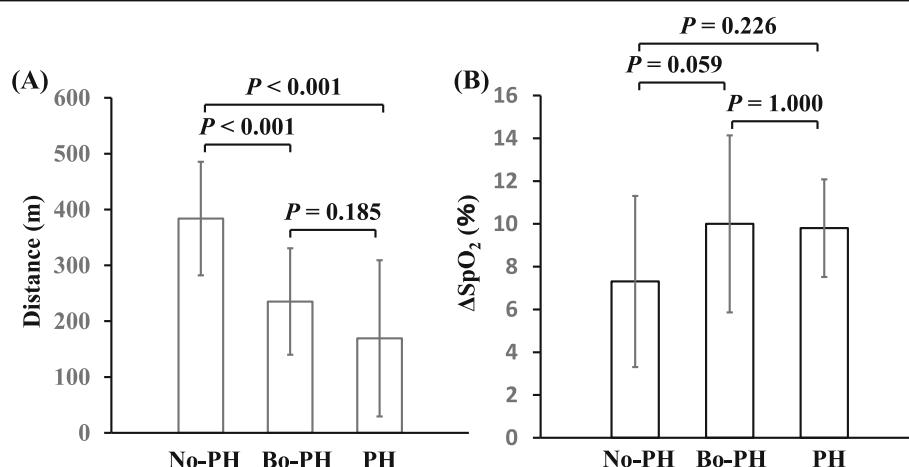 (A)
P < 0.001
P < 0.001
P = 0.185
Distance (m)
600
500
400
300
200
100
0
No-PH Bo-PH PH
(B)
P = 0.226
P = 0.059
P = 1.000
ΔSpO₂ (%)
16
14
12
10
8
6
4
2
0
No-PH Bo-PH PH